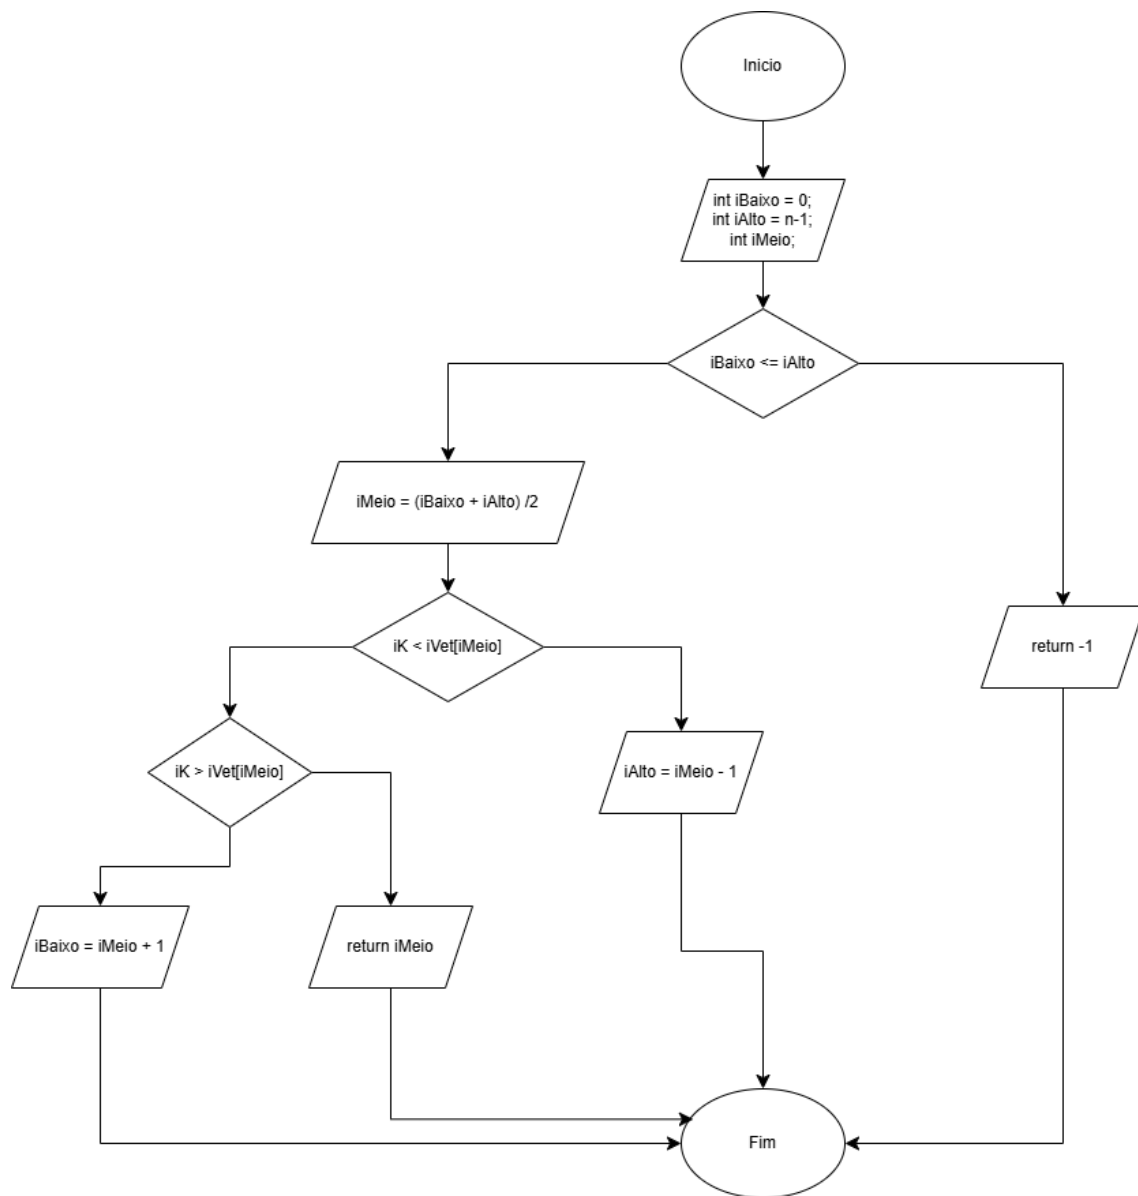 Inicio
int iBaixo = 0;
int iAlto = n-1;
int iMeio;
iBaixo <= iAlto
iMeio = (iBaixo + iAlto) /2
iK < iVet[iMeio]
return -1
iK > iVet[iMeio]
iAlto = iMeio - 1
iBaixo = iMeio + 1
return iMeio
Fim